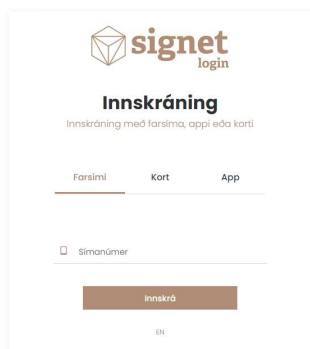 signet
login
Innskráning
Innskráning með farsíma, appi eða korti
Farsími Kort App
Símanúmer
Innskrá
EN